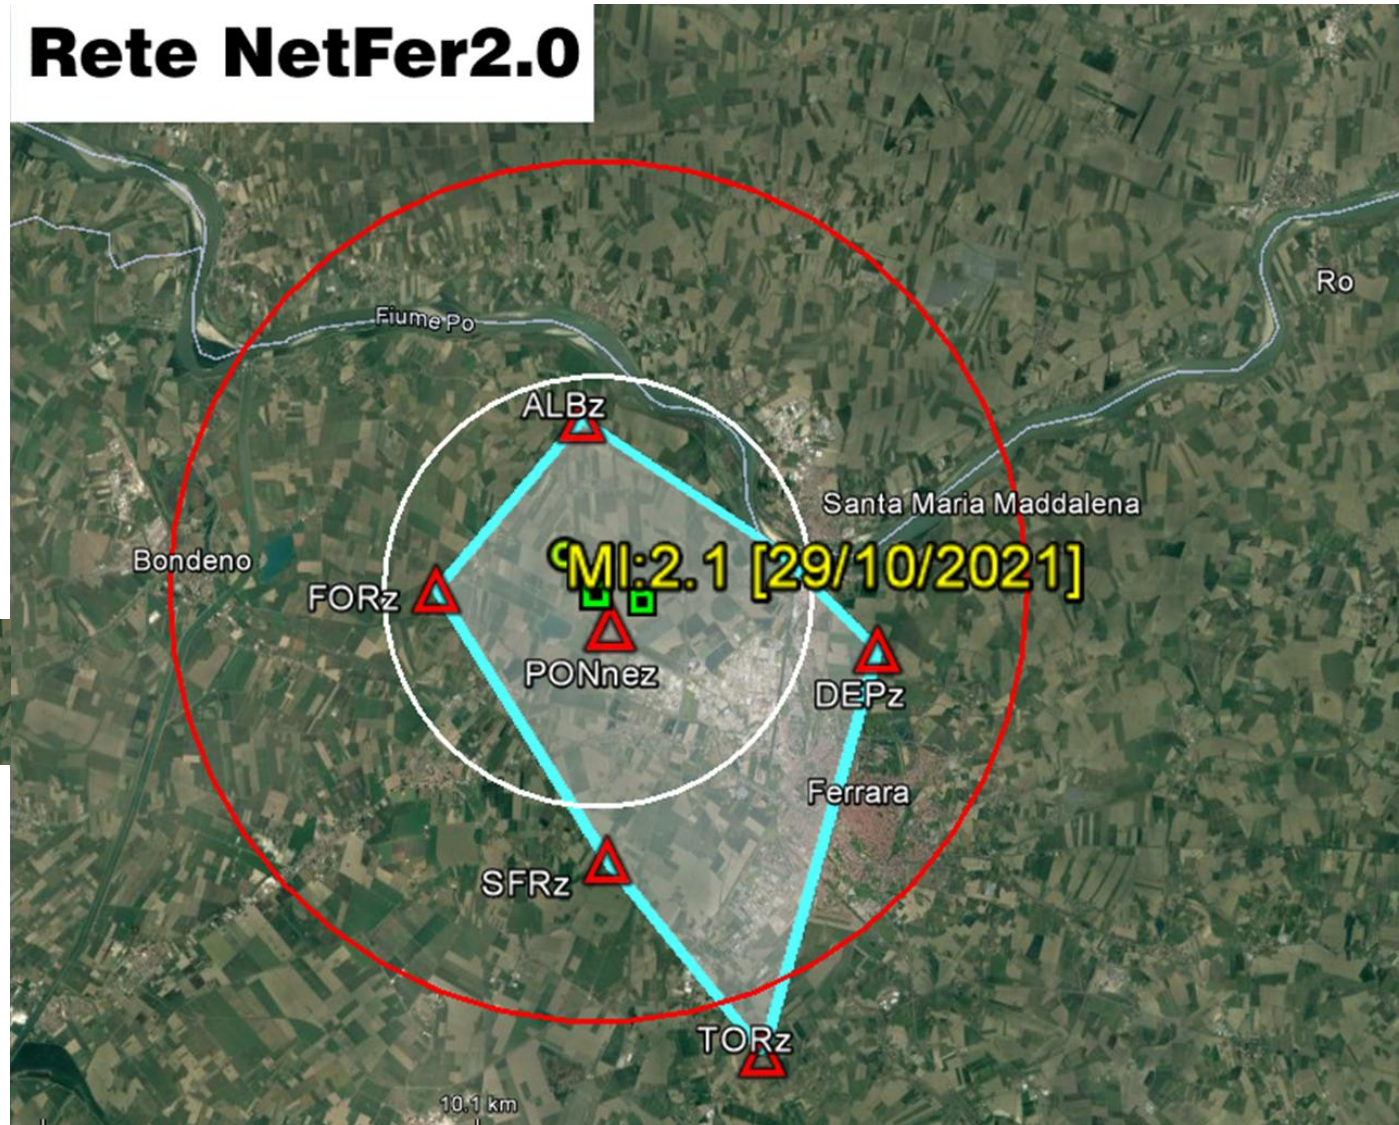 Rete NetFer2.0
Ro
Fiume Po
ALBz
Santa Maria Maddalena
Bondeno
Ml:2.1 [29/10/2021]
FORz
PONnez
DEPz
Ferrara
SFRz
TORz
10.1 km